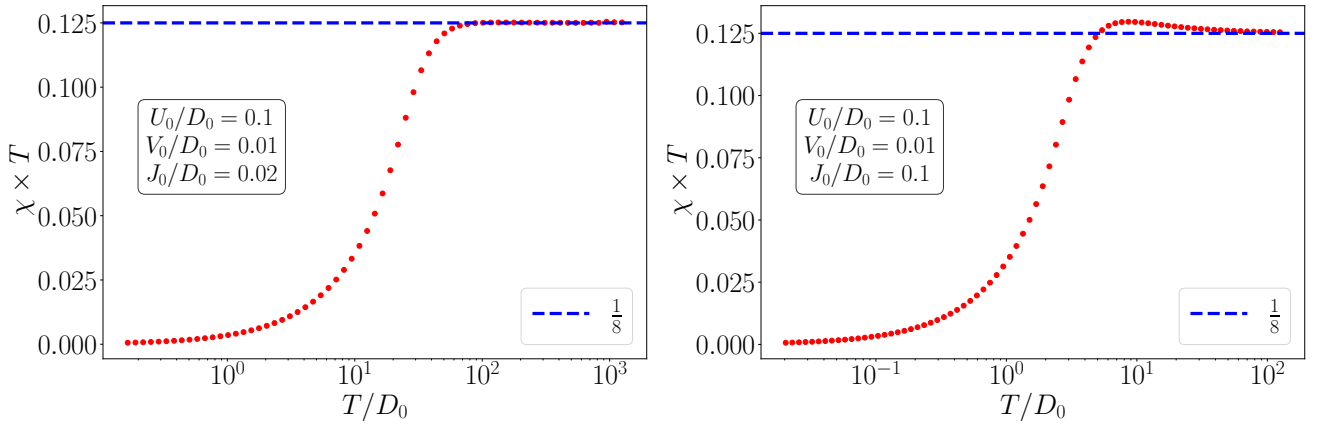 0.125
0.100
0.075
0.050
0.025
0.000
χ × T
U₀/D₀ = 0.1
V₀/D₀ = 0.01
J₀/D₀ = 0.02
1/8
10⁰
10¹
10²
10³
T/D₀
0.125
0.100
0.075
0.050
0.025
0.000
χ × T
U₀/D₀ = 0.1
V₀/D₀ = 0.01
J₀/D₀ = 0.1
1/8
10⁻¹
10⁰
10¹
10²
T/D₀